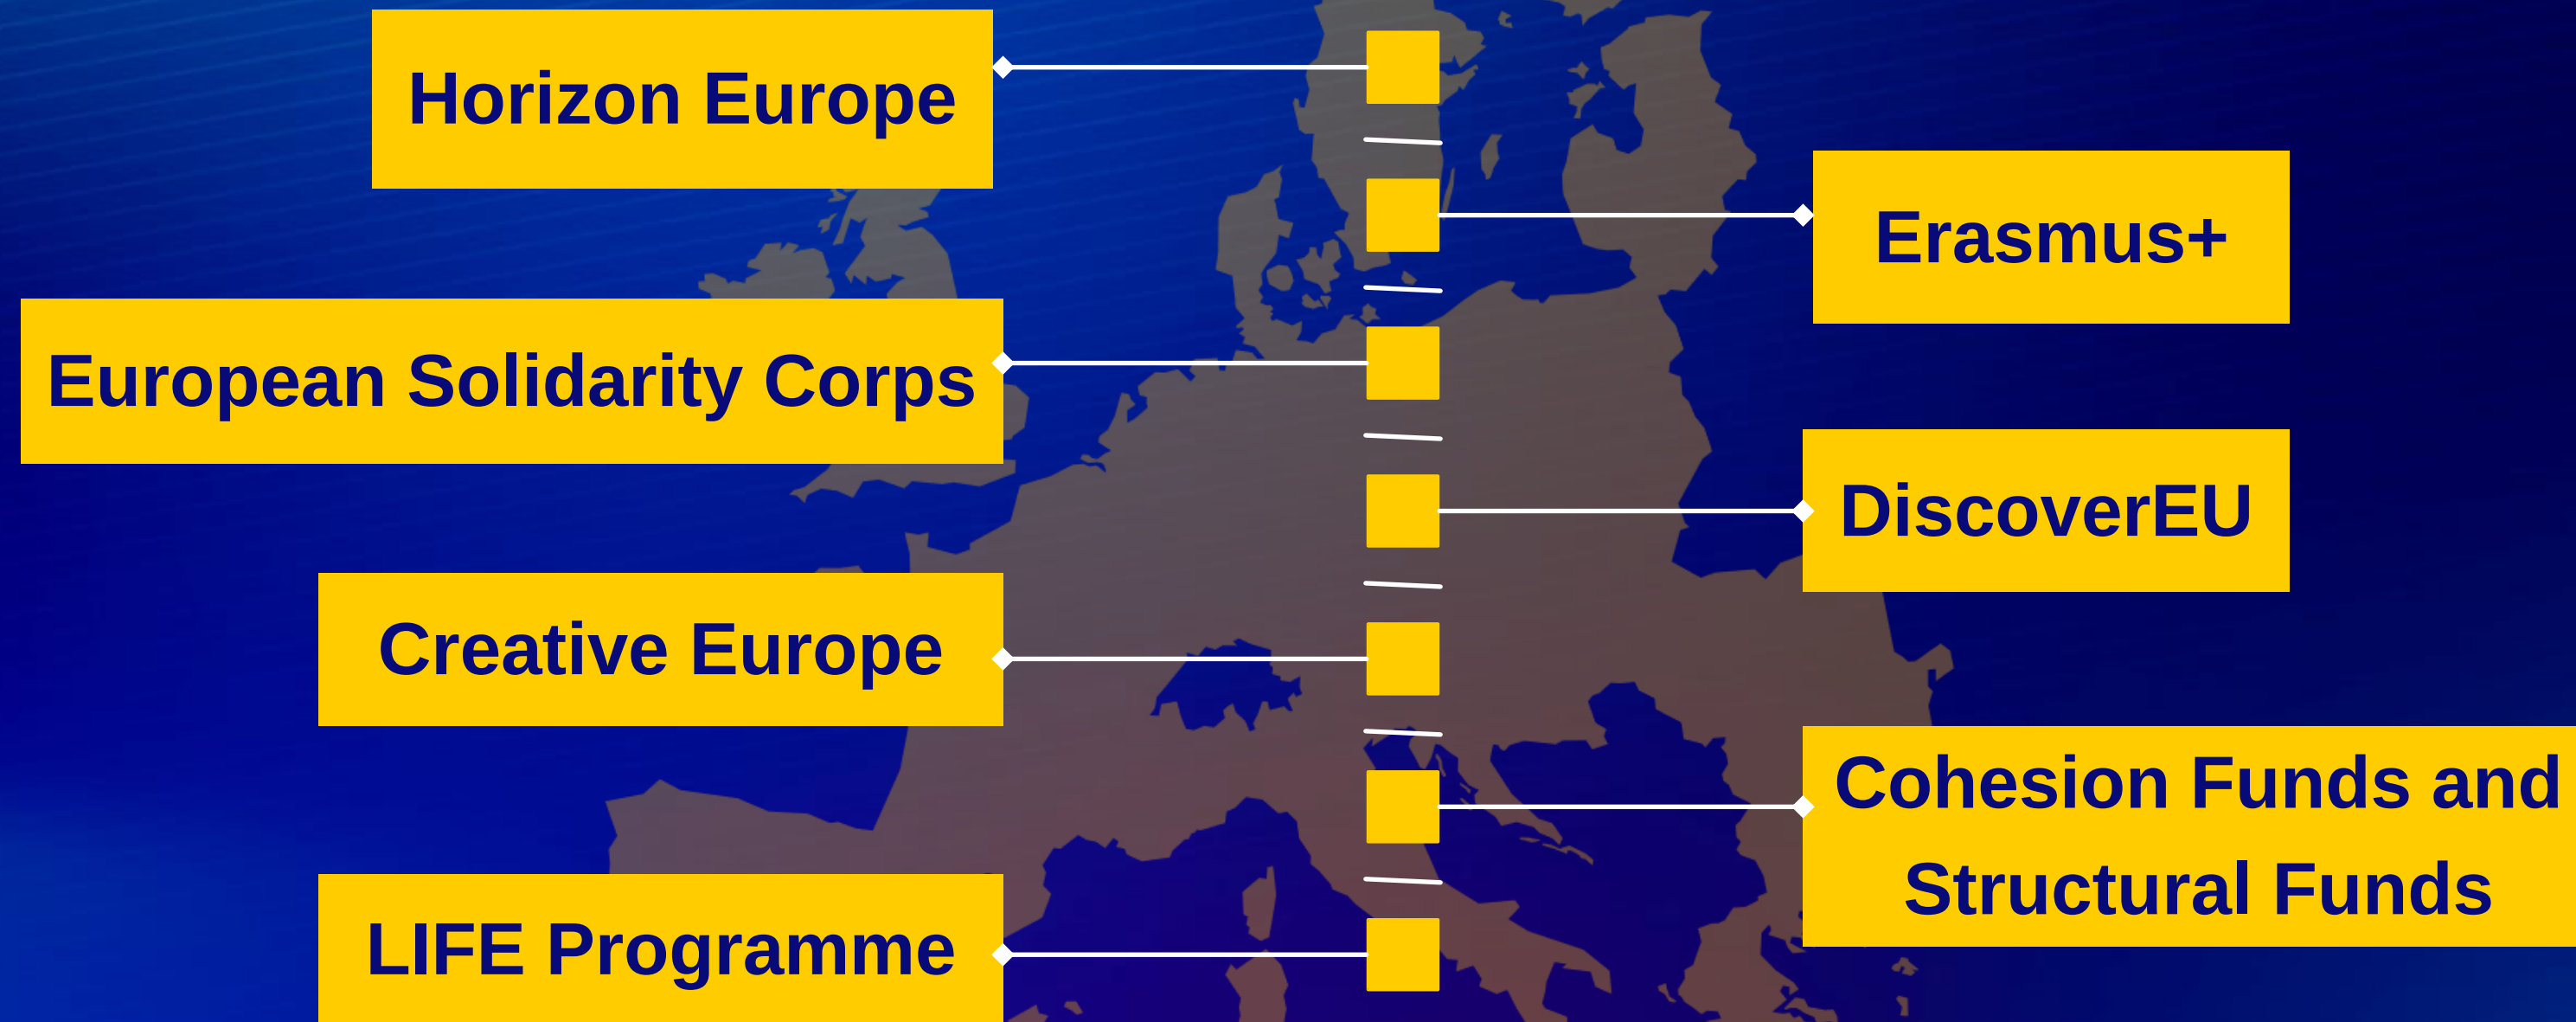 Horizon Europe
Erasmus+
European Solidarity Corps
DiscoverEU
Creative Europe
Cohesion Funds and
Structural Funds
LIFE Programme